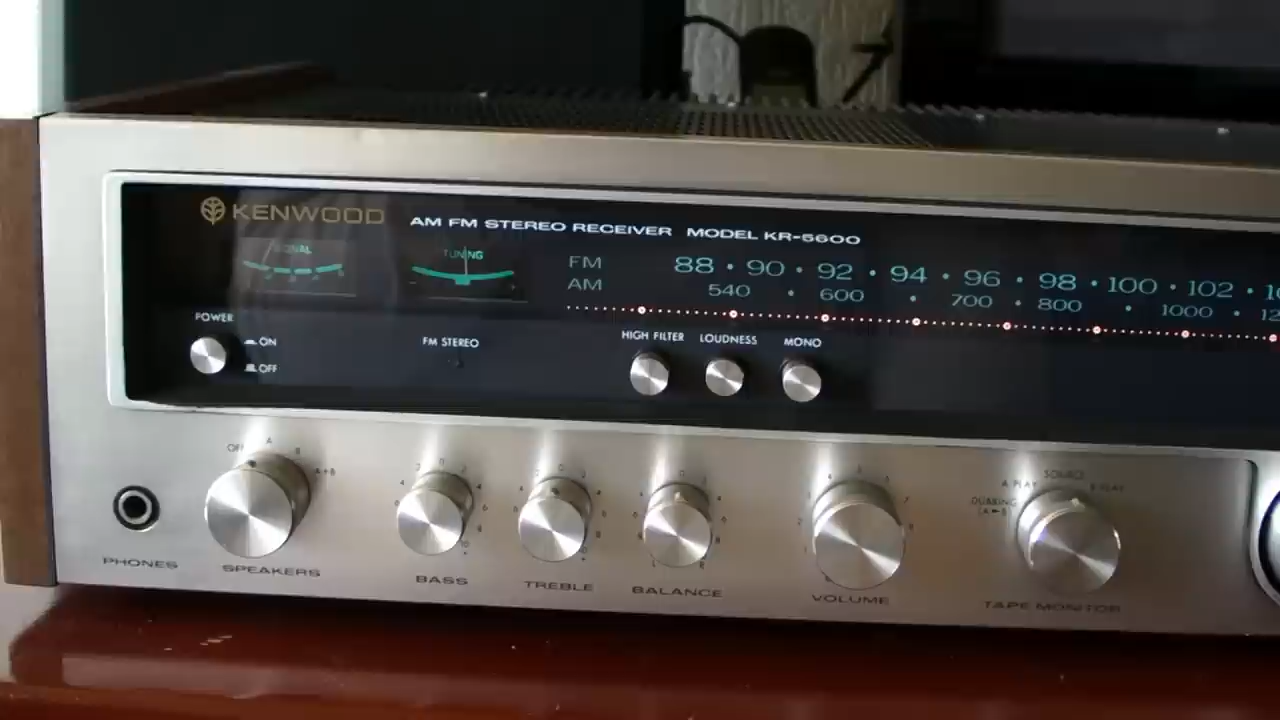 KENWOOD AM FM STEREO RECEIVER MODEL KR-5600
SIGNAL TUNING
FM 88 • 90 • 92 • 94 • 96 • 98 • 100 • 102 •
AM 540 • 600 • 700 • 800 • 1000 •
POWER
ON
OFF
FM STEREO
HIGH FILTER LOUDNESS MONO
OFF A B A+B
SOURCE
A PLAY B PLAY
DUBBING
PHONES SPEAKERS BASS TREBLE BALANCE VOLUME TAPE MONITOR